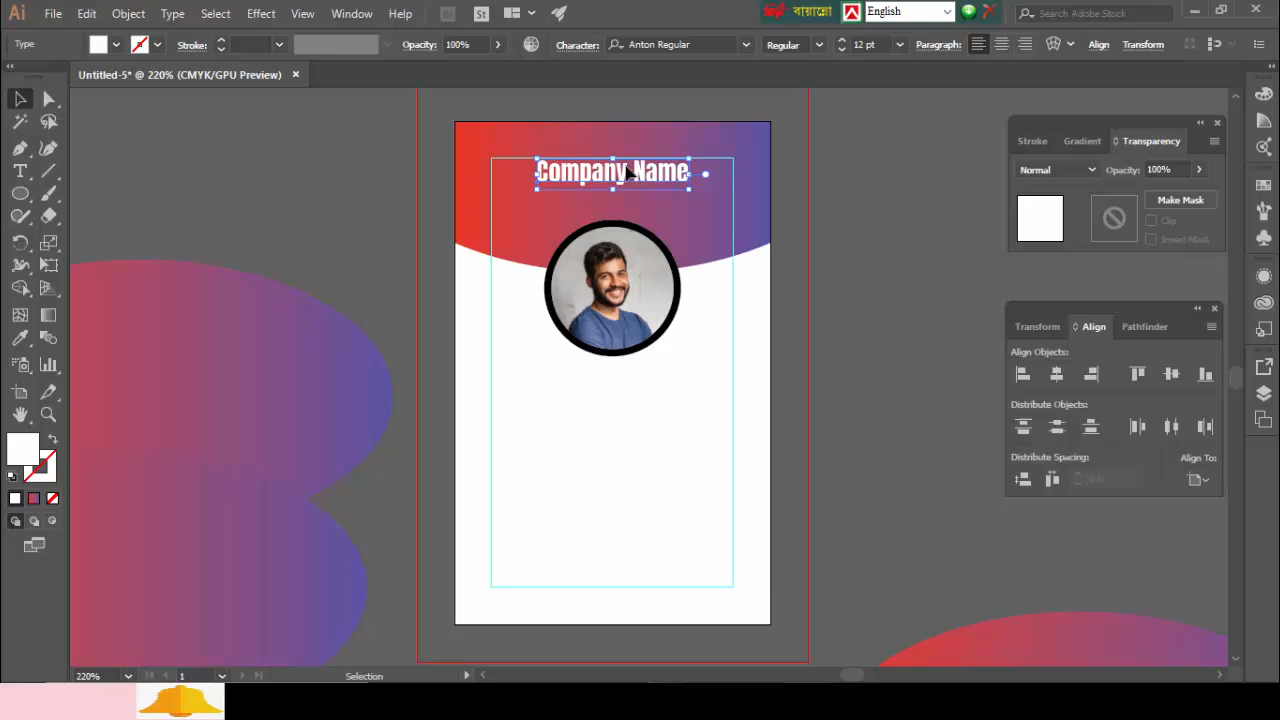 Ai File Edit Object Type Select Effect View Window Help Br St বায়ান্নো English Search Adobe Stock
Type Stroke: Opacity: 100% Character: Anton Regular Regular 12 pt Paragraph: Align Transform
Untitled-5* @ 220% (CMYK/GPU Preview)
Company Name
Stroke Gradient Transparency
Normal Opacity: 100%
Make Mask
Clip
Invert Mask
Transform Align Pathfinder
Align Objects:
Distribute Objects:
Distribute Spacing: Align To:
0 in
220% 1 Selection